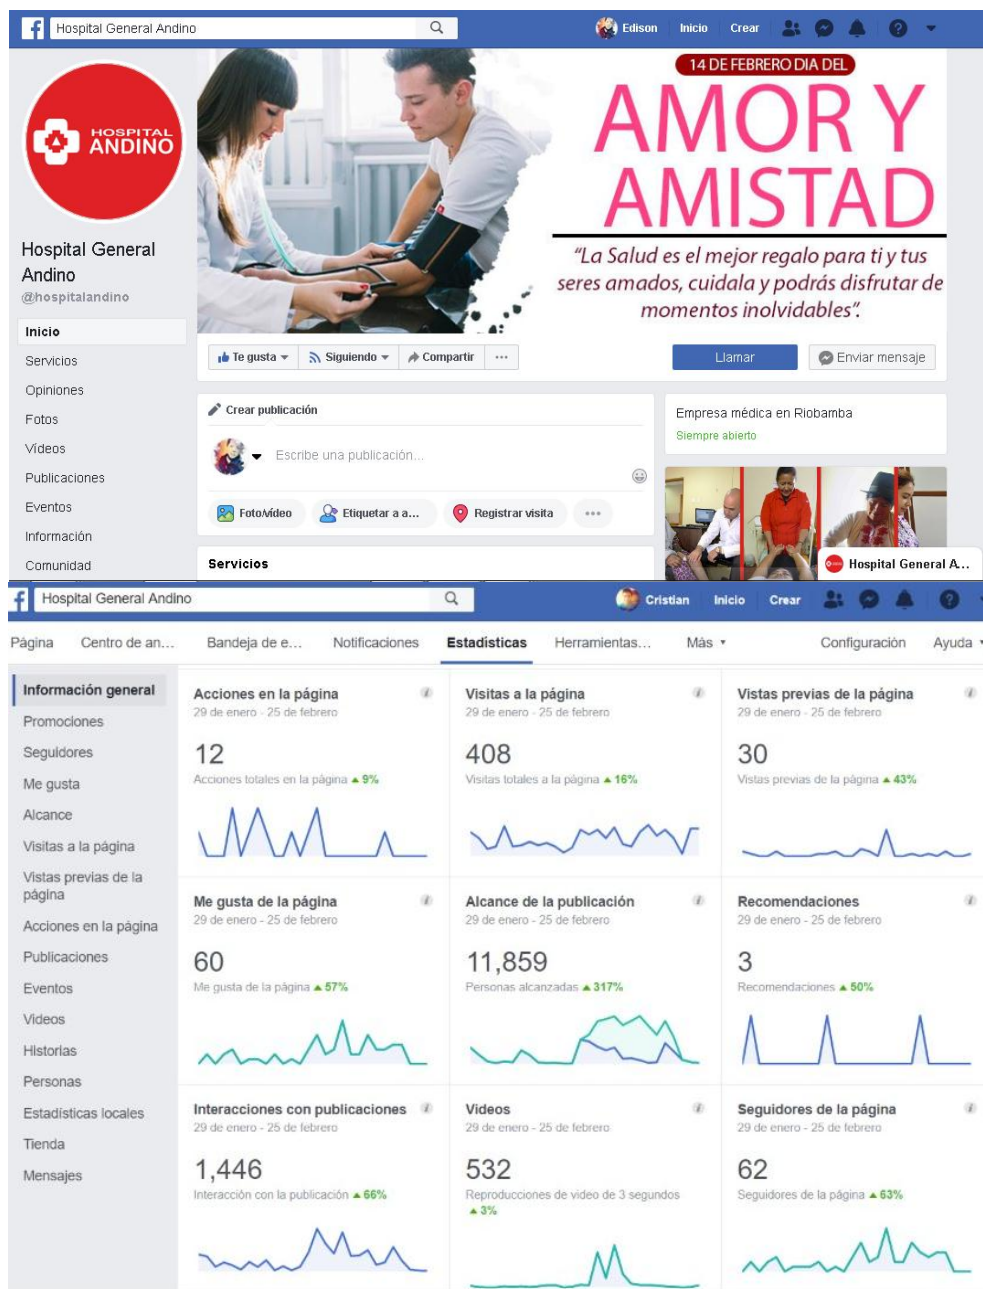 Hospital General Andino
Edison
Inicio
Crear
14 DE FEBRERO DIA DEL
AMOR Y
AMISTAD
"La Salud es el mejor regalo para ti y tus
seres amados, cuidala y podrás disfrutar de
momentos inolvidables".
HOSPITAL
ANDINO
Hospital General
Andino
@hospitalandino
Inicio
Servicios
Opiniones
Fotos
Vídeos
Publicaciones
Eventos
Información
Comunidad
Te gusta
Siguiendo
Compartir
Llamar
Enviar mensaje
Crear publicación
Escribe una publicación...
Foto/vídeo
Etiquetar a a...
Registrar visita
Servicios
Empresa médica en Riobamba
Siempre abierto
Hospital General A...
Hospital General Andino
Cristian
Inicio
Crear
Página
Centro de an...
Bandeja de e...
Notificaciones
Estadísticas
Herramientas...
Más
Configuración
Ayuda
Información general
Promociones
Seguidores
Me gusta
Alcance
Visitas a la página
Vistas previas de la
página
Acciones en la página
Publicaciones
Eventos
Videos
Historias
Personas
Estadísticas locales
Tienda
Mensajes
Acciones en la página
29 de enero - 25 de febrero
12
Acciones totales en la página ▲ 9%
Visitas a la página
29 de enero - 25 de febrero
408
Visitas totales a la página ▲ 16%
Vistas previas de la página
29 de enero - 25 de febrero
30
Vistas previas de la página ▲ 43%
Me gusta de la página
29 de enero - 25 de febrero
60
Me gusta de la página ▲ 57%
Alcance de la publicación
29 de enero - 25 de febrero
11,859
Personas alcanzadas ▲ 317%
Recomendaciones
29 de enero - 25 de febrero
3
Recomendaciones ▲ 50%
Interacciones con publicaciones
29 de enero - 25 de febrero
1,446
Interacción con la publicación ▲ 66%
Videos
29 de enero - 25 de febrero
532
Reproducciones de video de 3 segundos
▲ 3%
Seguidores de la página
29 de enero - 25 de febrero
62
Seguidores de la página ▲ 63%